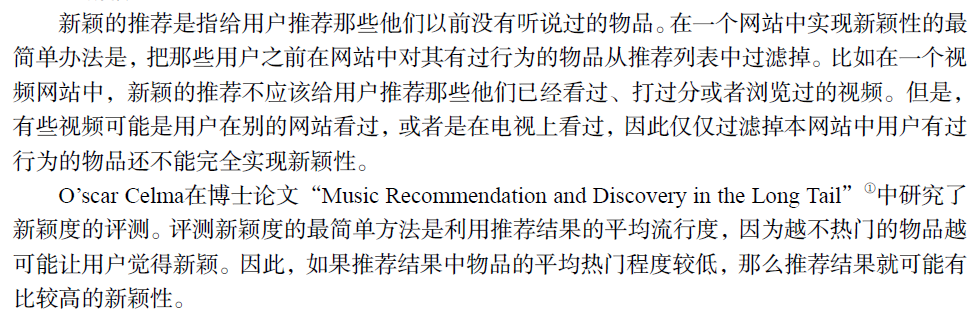 新颖的推荐是指给用户推荐那些他们以前没有听说过的物品。在一个网站中实现新颖性的最
简单办法是，把那些用户之前在网站中对其有过行为的物品从推荐列表中过滤掉。比如在一个视
频网站中，新颖的推荐不应该给用户推荐那些他们已经看过、打过分或者浏览过的视频。但是，
有些视频可能是用户在别的网站看过，或者是在电视上看过，因此仅仅过滤掉本网站中用户有过
行为的物品还不能完全实现新颖性。
O’scar Celma在博士论文“Music Recommendation and Discovery in the Long Tail”①中研究了
新颖度的评测。评测新颖度的最简单方法是利用推荐结果的平均流行度，因为越不热门的物品越
可能让用户觉得新颖。因此，如果推荐结果中物品的平均热门程度较低，那么推荐结果就可能有
比较高的新颖性。